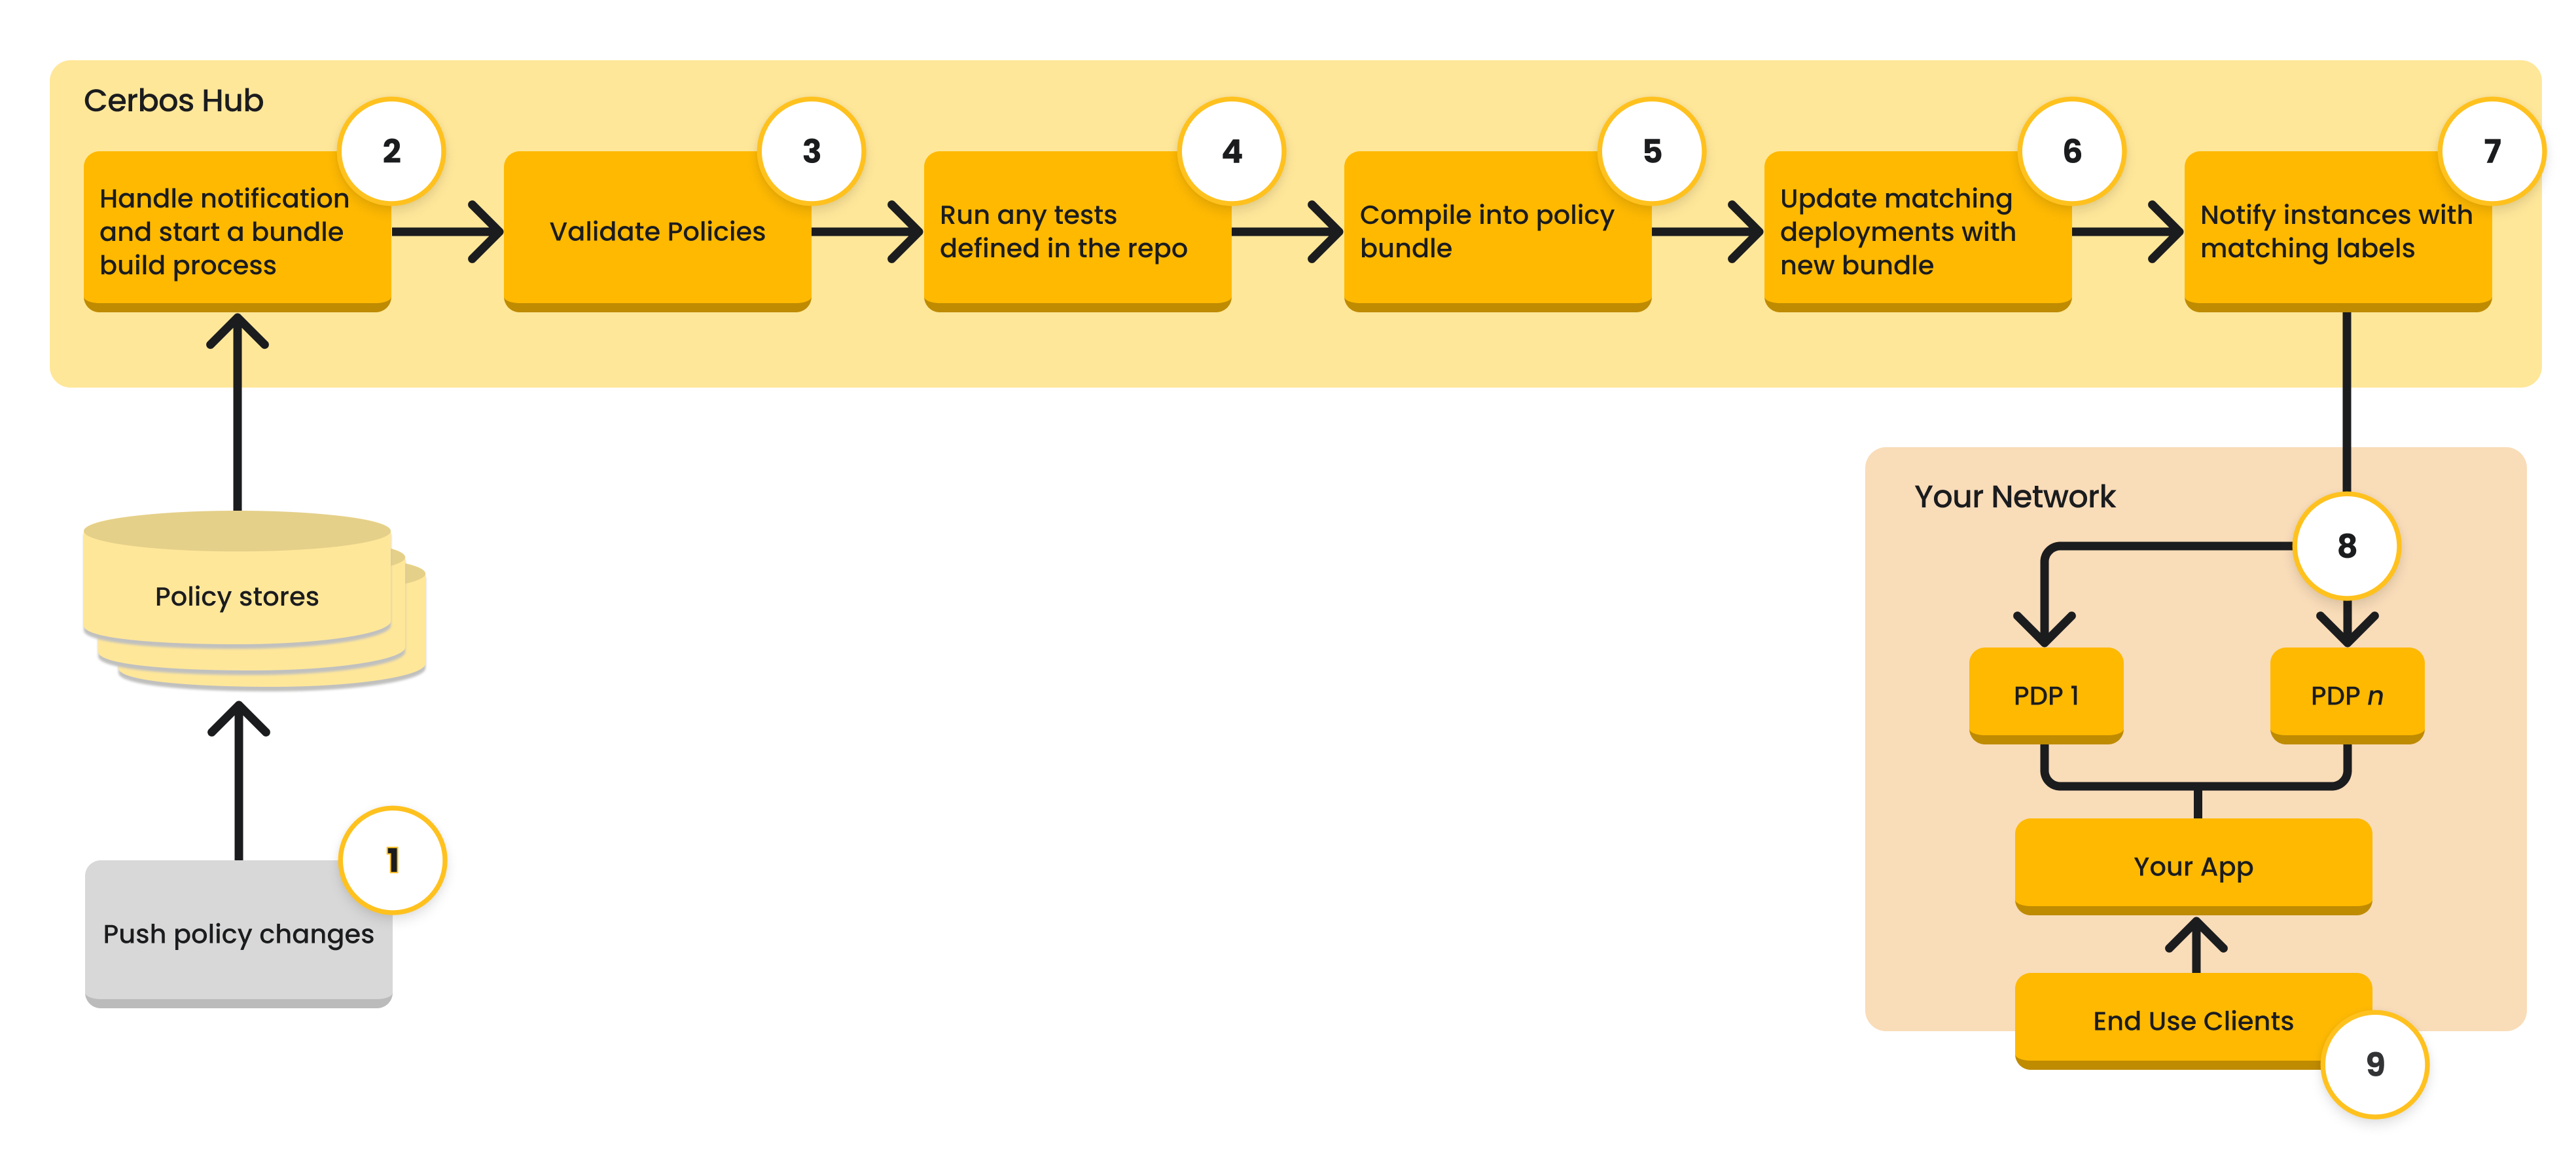 Cerbos Hub
2
Handle notification
and start a bundle
build process
3
Validate Policies
4
Run any tests
defined in the repo
5
Compile into policy
bundle
6
Update matching
deployments with
new bundle
7
Notify instances with
matching labels
Policy stores
1
Push policy changes
Your Network
8
PDP 1
PDP n
Your App
End Use Clients
9